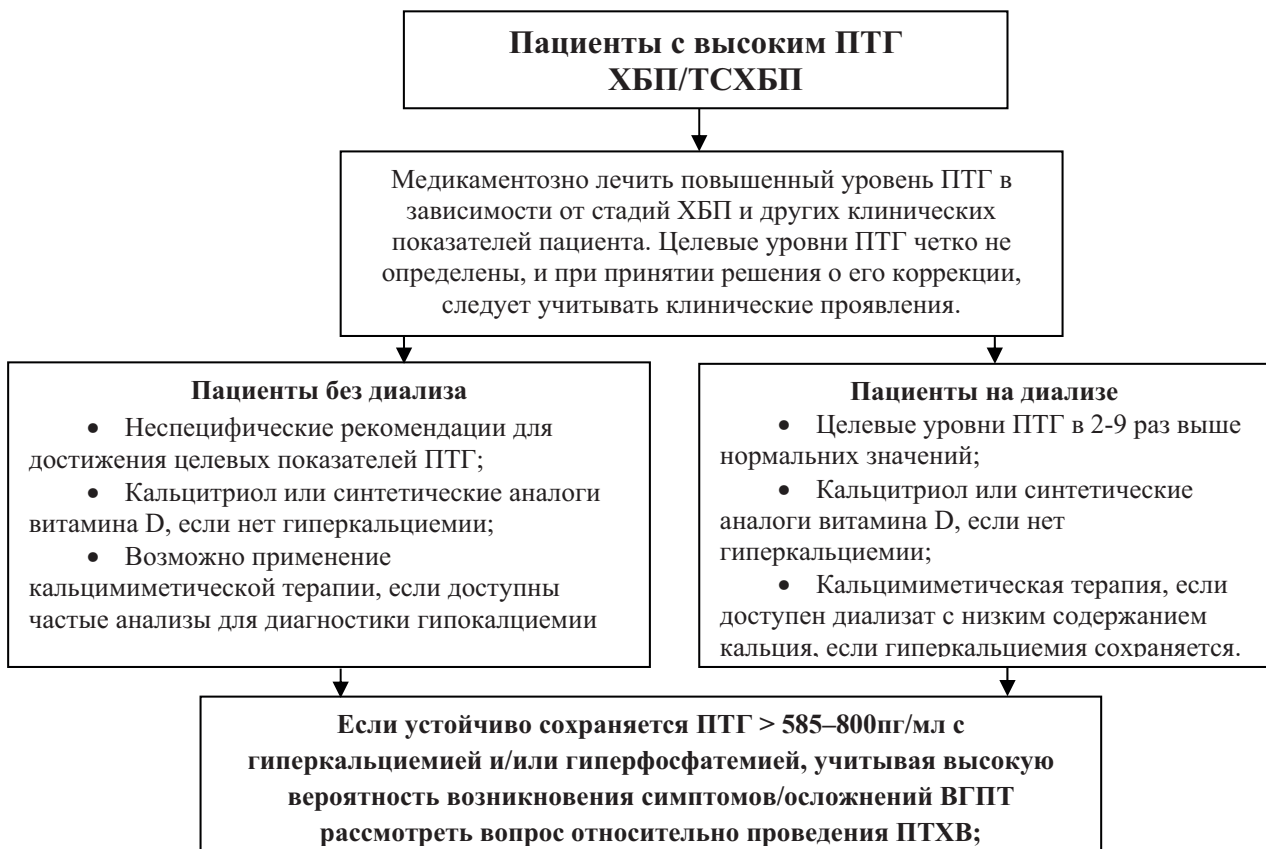 Пациенты с высоким ПТГ
ХБП/ТСХБП
Медикаментозно лечить повышенный уровень ПТГ в
зависимости от стадий ХБП и других клинических
показателей пациента. Целевые уровни ПТГ четко не
определены, и при принятии решения о его коррекции,
следует учитывать клинические проявления.
Пациенты без диализа
• Неспецифические рекомендации для
достижения целевых показателей ПТГ;
• Кальцитриол или синтетические аналоги
витамина D, если нет гиперкальциемии;
• Возможно применение
кальцимиметической терапии, если доступны
частые анализы для диагностики гипокалциемии
Пациенты на диализе
• Целевые уровни ПТГ в 2-9 раз выше
нормальних значений;
• Кальцитриол или синтетические
аналоги витамина D, если нет
гиперкальциемии;
• Кальцимиметическая терапия, если
доступен диализат с низким содержанием
кальция, если гиперкальциемия сохраняется.
Если устойчиво сохраняется ПТГ > 585–800пг/мл с
гиперкальциемией и/или гиперфосфатемией, учитывая высокую
вероятность возникновения симптомов/осложнений ВГПТ
рассмотреть вопрос относительно проведения ПТХВ;